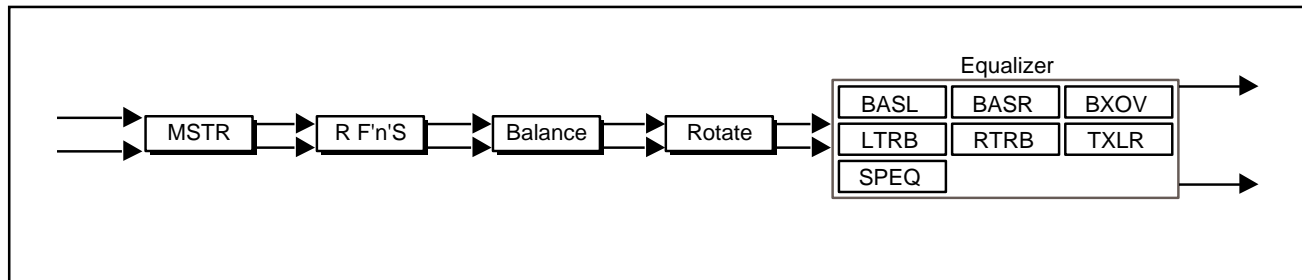 Equalizer
MSTR
R F'n'S
Balance
Rotate
BASL BASR BXOV
LTRB RTRB TXLR
SPEQ